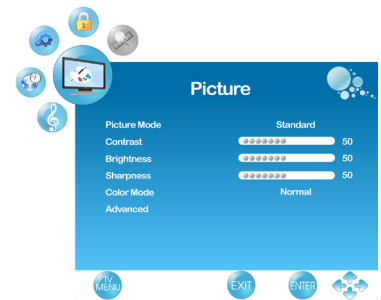 Picture
Picture Mode Standard
Contrast 50
Brightness 50
Sharpness 50
Color Mode Normal
Advanced
TV MENU EXIT ENTER